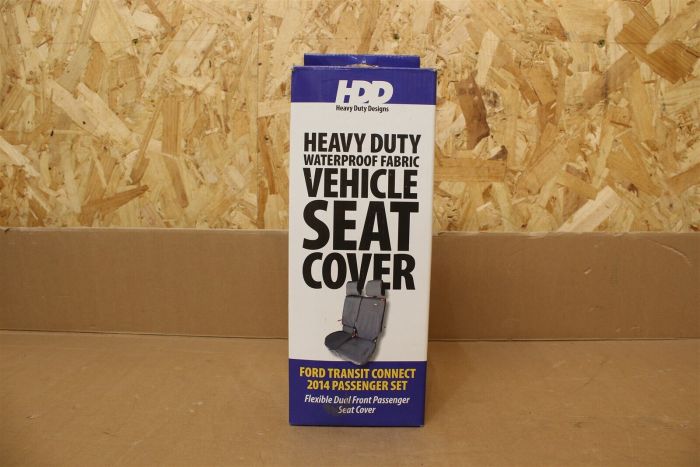 HDD
Heavy Duty Designs
HEAVY DUTY
WATERPROOF FABRIC
VEHICLE
SEAT
COVER
FORD TRANSIT CONNECT
2014 PASSENGER SET
Flexible Dual Front Passenger
Seat Cover